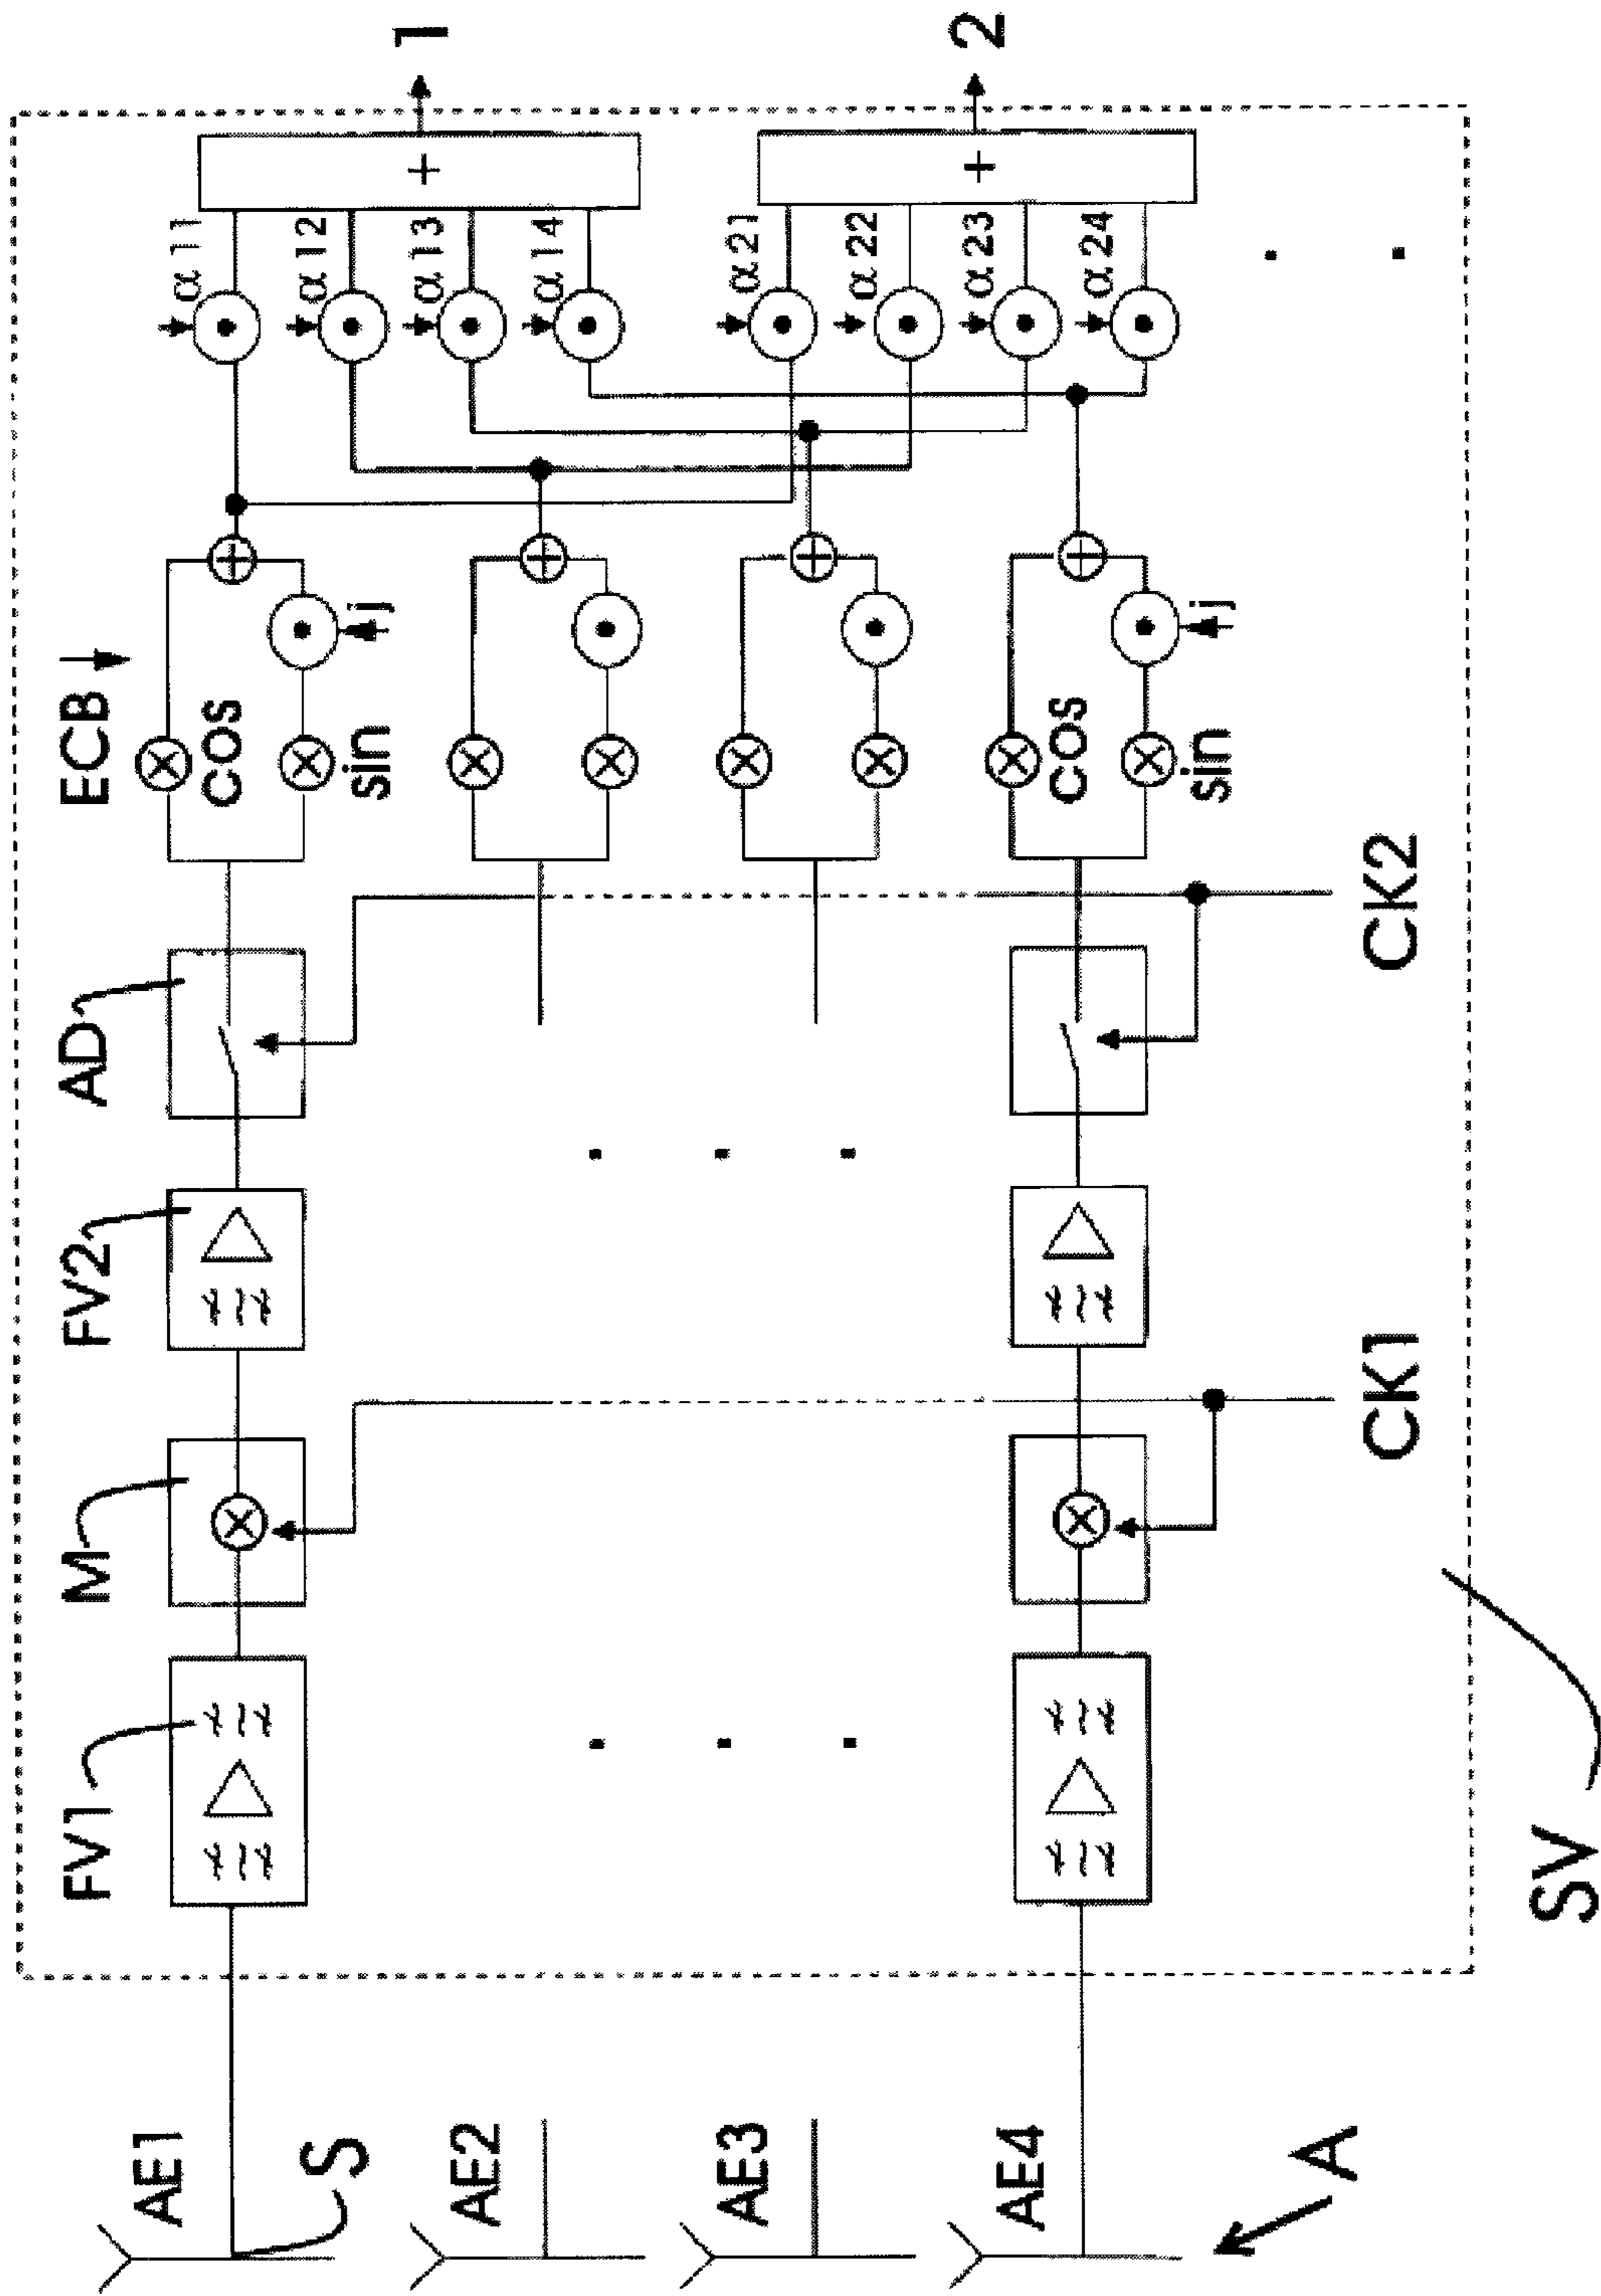 AE1
S
AE2
AE3
AE4
A
FV1
M
FV2
AD
ECB
CK1
CK2
SV
cos
sin
j
cos
sin
j
α11
α12
α13
α14
α21
α22
α23
α24
+
+
1
2